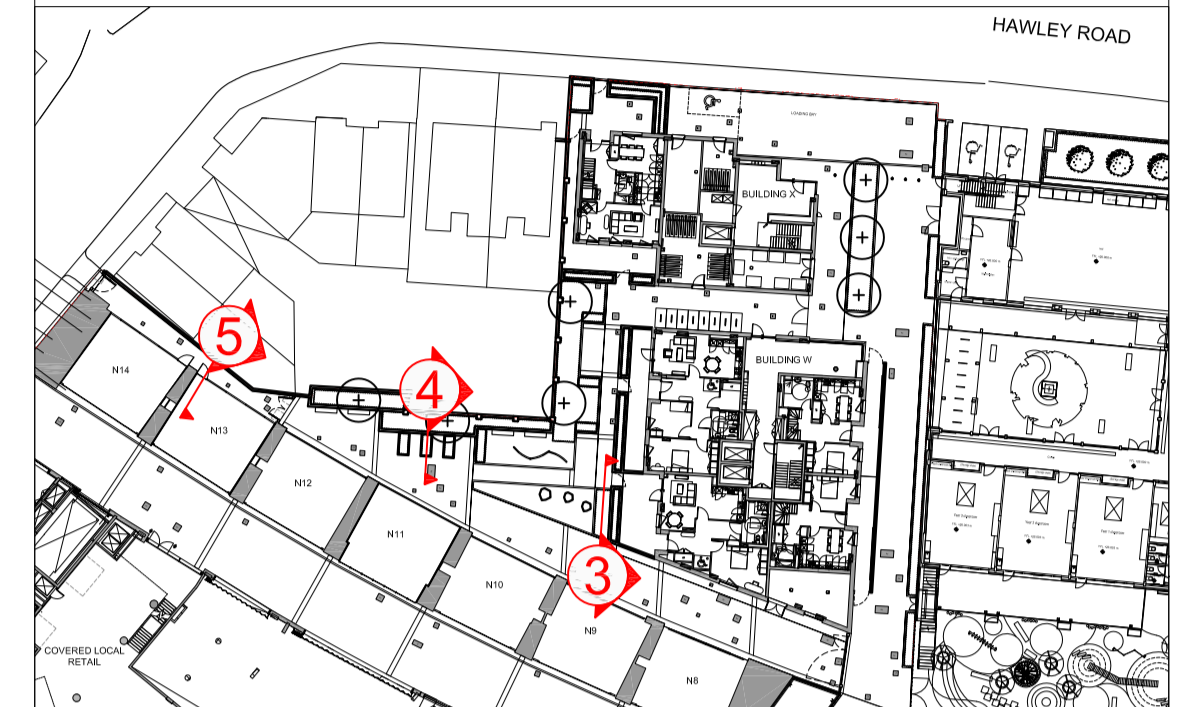 HAWLEY ROAD
LOADING BAY
BUILDING X
5
N14
4
BUILDING W
N13
N12
N11
3
N10
N9
COVERED LOCAL
RETAIL
N8